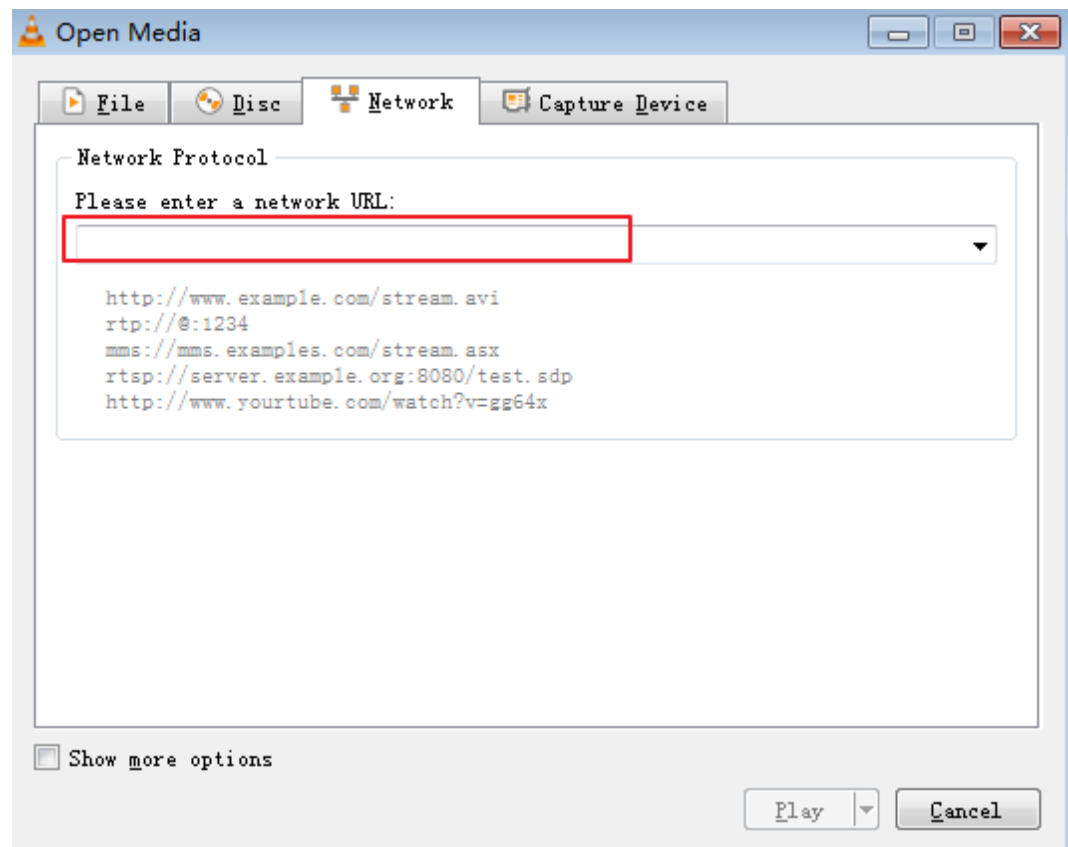 Open Media
File Disc Network Capture Device
Network Protocol
Please enter a network URL:
http://www.example.com/stream.avi
rtp://@:1234
mms://mms.examples.com/stream.asx
rtsp://server.example.org:8080/test.sdp
http://www.yourtube.com/watch?v=gg64x
Show more options
Play Cancel